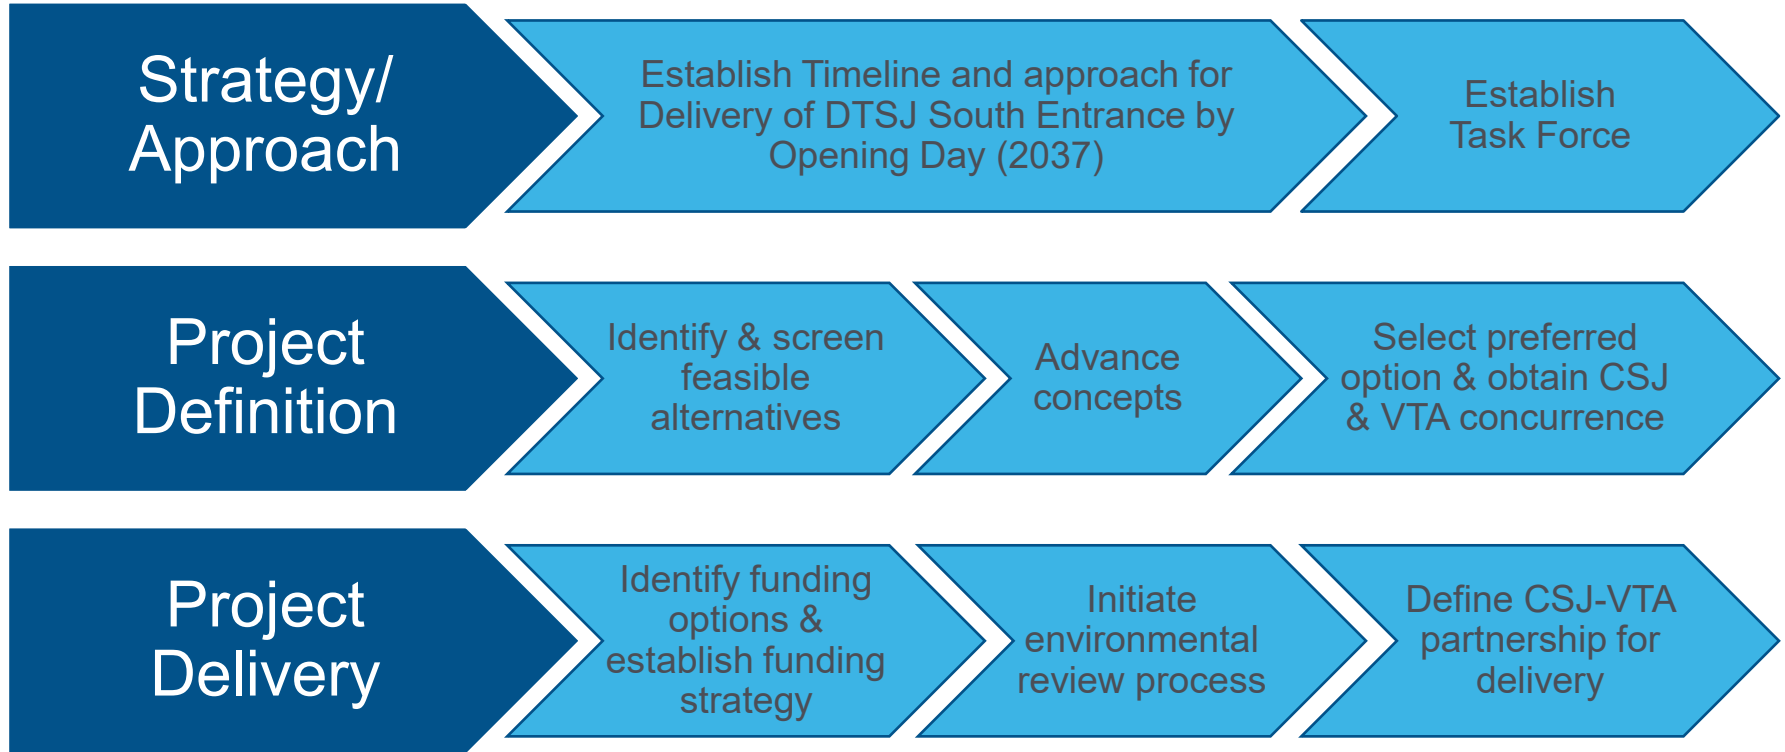 Strategy/
Approach
Establish Timeline and approach for
Delivery of DTSJ South Entrance by
Opening Day (2037)
Establish
Task Force
Project
Definition
Identify & screen
feasible
alternatives
Advance
concepts
Select preferred
option & obtain CSJ
& VTA concurrence
Project
Delivery
Identify funding
options &
establish funding
strategy
Initiate
environmental
review process
Define CSJ-VTA
partnership for
delivery